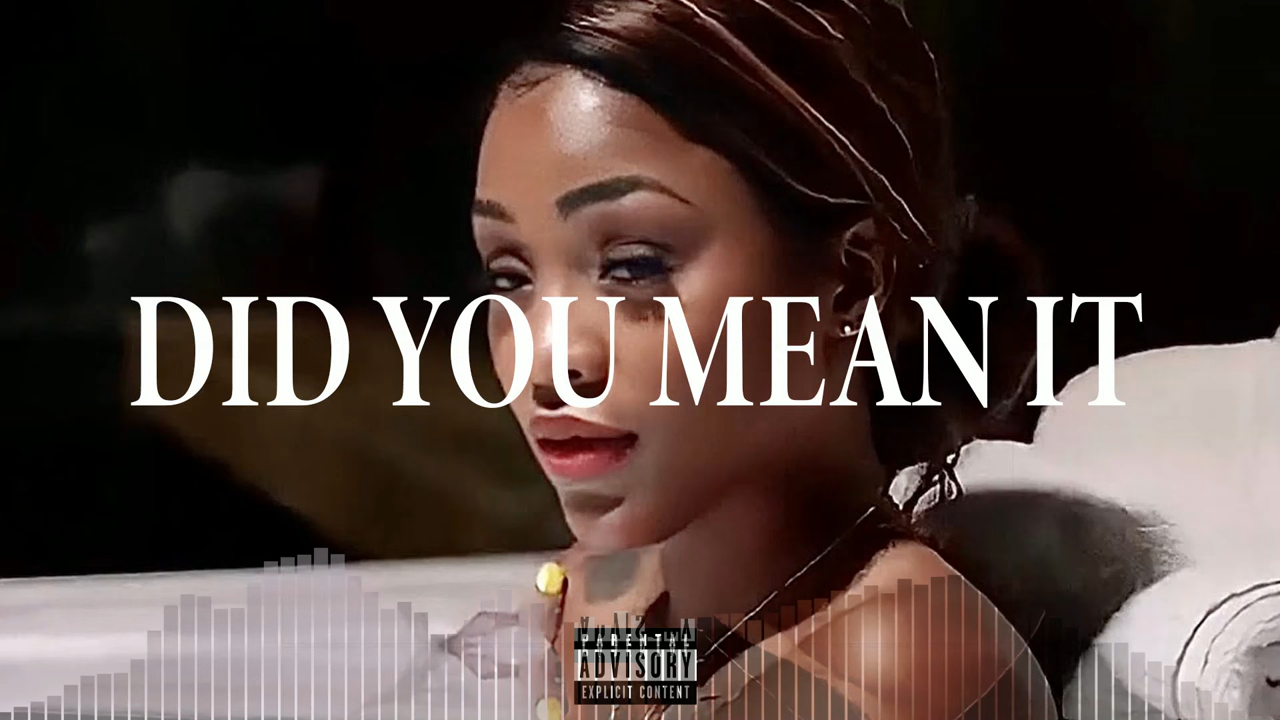 DID YOU MEAN IT
PARENTAL
ADVISORY
EXPLICIT CONTENT